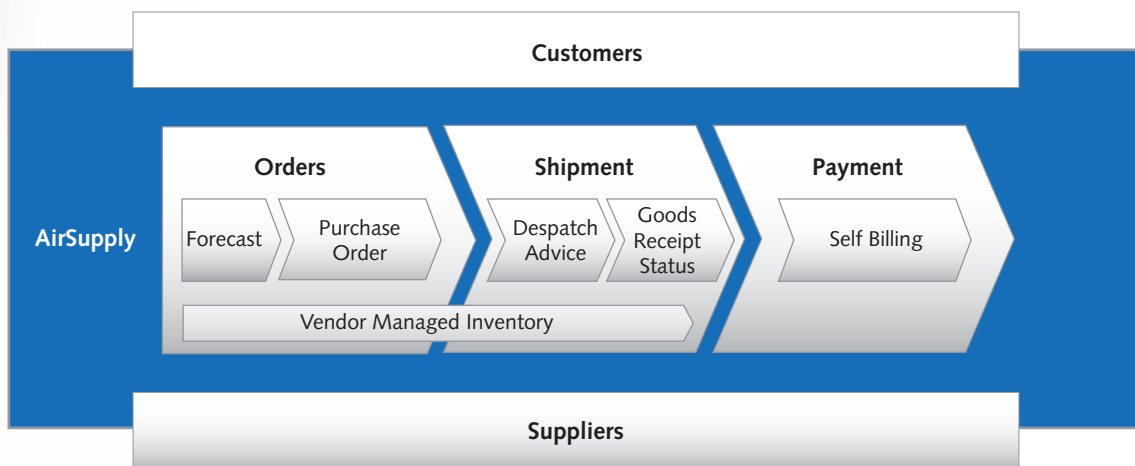 Customers
Orders
Shipment
Payment
AirSupply
Forecast
Purchase
Order
Despatch
Advice
Goods
Receipt
Status
Self Billing
Vendor Managed Inventory
Suppliers